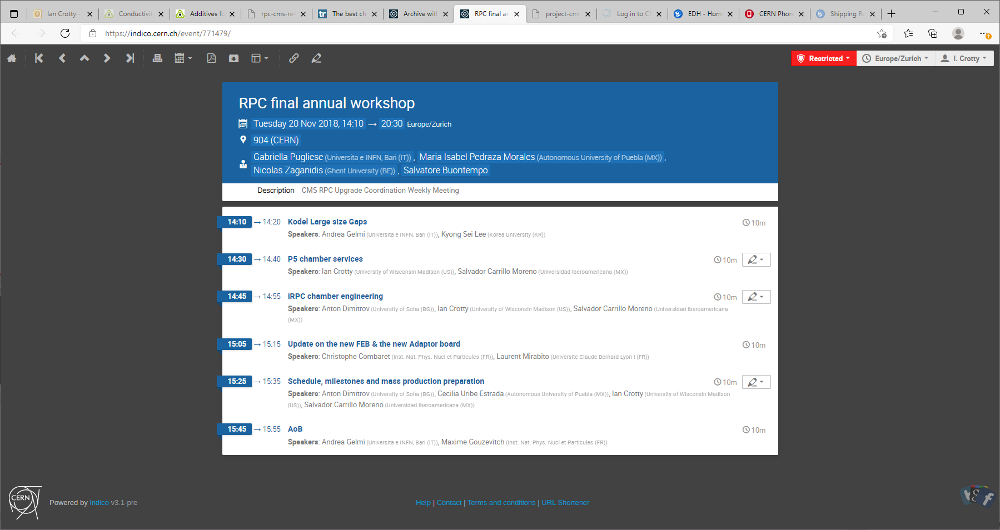 Ian Crotty -
Conductivit
Additives fo
rpc-cms-re
The best ch
Archive with
RPC final an
project-cms
Log in to CE
EDH - Hom
CERN Phon
Shipping Re
https://indico.cern.ch/event/771479/
Restricted
Europe/Zurich
I. Crotty
RPC final annual workshop
Tuesday 20 Nov 2018, 14:10 → 20:30 Europe/Zurich
904 (CERN)
Gabriella Pugliese (Universita e INFN, Bari (IT)) , Maria Isabel Pedraza Morales (Autonomous University of Puebla (MX)) ,
Nicolas Zaganidis (Ghent University (BE)) , Salvatore Buontempo
Description CMS RPC Upgrade Coordination Weekly Meeting
14:10 → 14:20 Kodel Large size Gaps 10m
Speakers: Andrea Gelmi (Universita e INFN, Bari (IT)), Kyong Sei Lee (Korea University (KR))
14:30 → 14:40 P5 chamber services 10m
Speakers: Ian Crotty (University of Wisconsin Madison (US)), Salvador Carrillo Moreno (Universidad Iberoamericana (MX))
14:45 → 14:55 iRPC chamber engineering 10m
Speakers: Anton Dimitrov (University of Sofia (BG)), Ian Crotty (University of Wisconsin Madison (US)), Salvador Carrillo Moreno (Universidad Iberoamericana
(MX))
15:05 → 15:15 Update on the new FEB & the new Adaptor board 10m
Speakers: Christophe Combaret (Inst. Nat. Phys. Nucl et Particules (FR)), Laurent Mirabito (Universite Claude Bernard Lyon I (FR))
15:25 → 15:35 Schedule, milestones and mass production preparation 10m
Speakers: Anton Dimitrov (University of Sofia (BG)), Cecilia Uribe Estrada (Autonomous University of Puebla (MX)), Ian Crotty (University of Wisconsin Madison
(US)), Salvador Carrillo Moreno (Universidad Iberoamericana (MX))
15:45 → 15:55 AoB 10m
Speakers: Andrea Gelmi (Universita e INFN, Bari (IT)), Maxime Gouzevitch (Inst. Nat. Phys. Nucl et Particules (FR))
CERN
Powered by Indico v3.1-pre
Help | Contact | Terms and conditions | URL Shortener